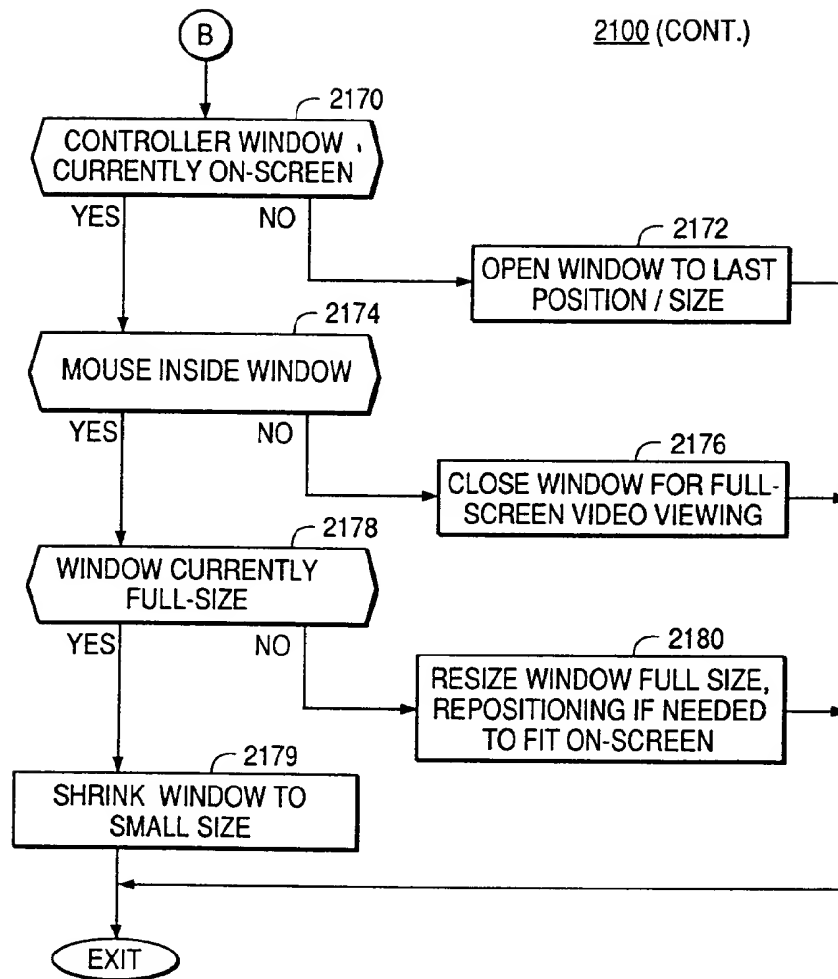 B
2100 (CONT.)
2170
CONTROLLER WINDOW
CURRENTLY ON-SCREEN
YES
NO
2172
OPEN WINDOW TO LAST
POSITION / SIZE
2174
MOUSE INSIDE WINDOW
YES
NO
2176
CLOSE WINDOW FOR FULL-
SCREEN VIDEO VIEWING
2178
WINDOW CURRENTLY
FULL-SIZE
YES
NO
2180
RESIZE WINDOW FULL SIZE,
REPOSITIONING IF NEEDED
TO FIT ON-SCREEN
2179
SHRINK WINDOW TO
SMALL SIZE
EXIT